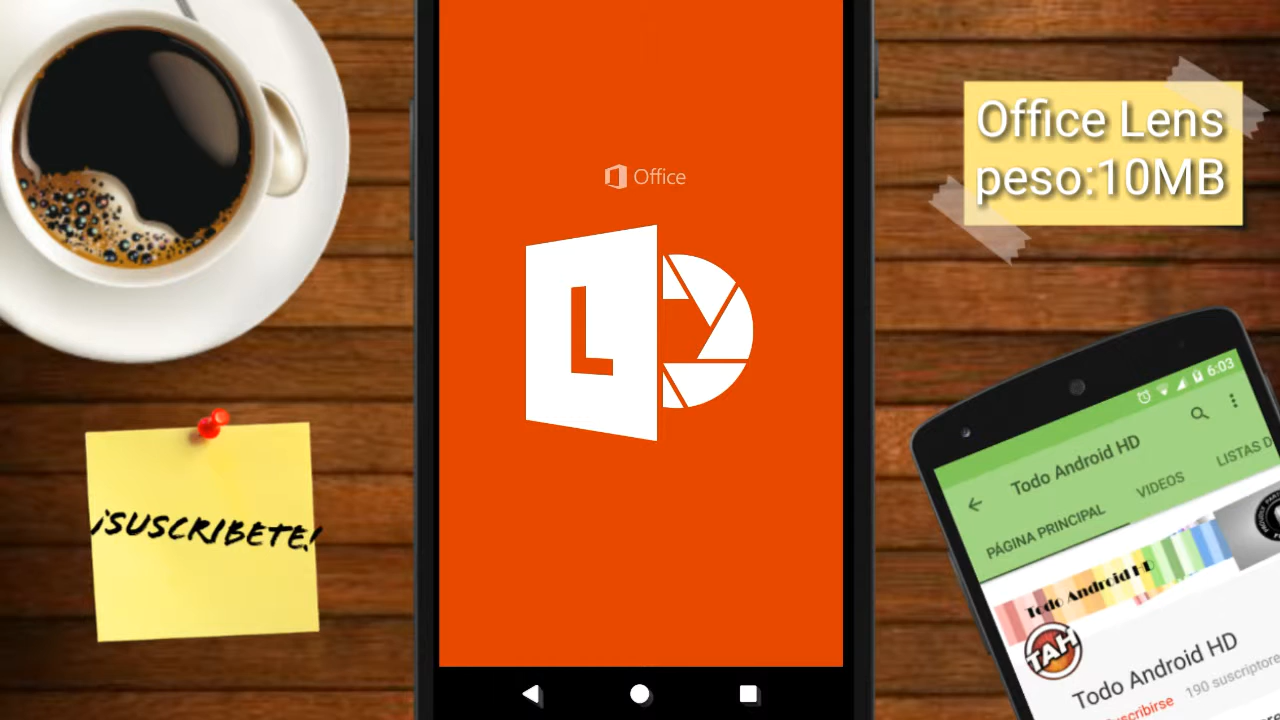 Office
L
Office Lens
peso:10MB
¡SUSCRIBETE!
6:03
Todo Android HD
PÁGINA PRINCIPAL VIDEOS LISTAS D
Todo Android HD
TAH
Todo Android HD
uscribirse 190 suscriptore